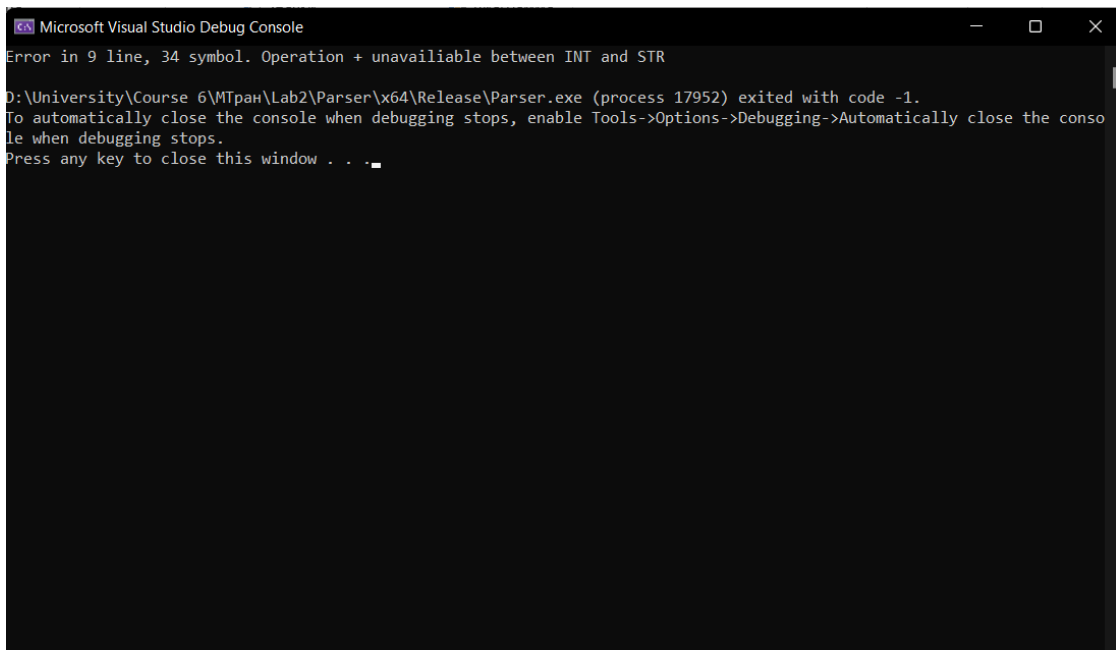 Microsoft Visual Studio Debug Console
Error in 9 line, 34 symbol. Operation + unavailiable between INT and STR
D:\University\Course 6\МТран\Lab2\Parser\x64\Release\Parser.exe (process 17952) exited with code -1.
To automatically close the console when debugging stops, enable Tools->Options->Debugging->Automatically close the conso
le when debugging stops.
Press any key to close this window . . .